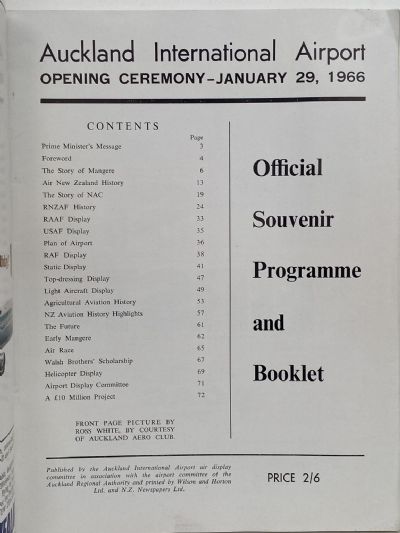 Auckland International Airport
OPENING CEREMONY–JANUARY 29, 1966
CONTENTS
Page
Prime Minister's Message 3
Foreword 4
The Story of Mangere 6
Air New Zealand History 13
The Story of NAC 19
RNZAF History 24
RAAF Display 33
USAF Display 35
Plan of Airport 36
RAF Display 38
Static Display 41
Top-dressing Display 47
Light Aircraft Display 49
Agricultural Aviation History 53
NZ Aviation History Highlights 57
The Future 61
Early Mangere 62
Air Race 65
Walsh Brothers' Scholarship 67
Helicopter Display 69
Airport Display Committee 71
A £10 Million Project 72
FRONT PAGE PICTURE BY
ROSS WHITE, BY COURTESY
OF AUCKLAND AERO CLUB.
Official
Souvenir
Programme
and
Booklet
Published by the Auckland International Airport air display
committee in association with the airport committee of the
Auckland Regional Authority and printed by Wilson and Horton
Ltd. and N.Z. Newspapers Ltd.
PRICE 2/6